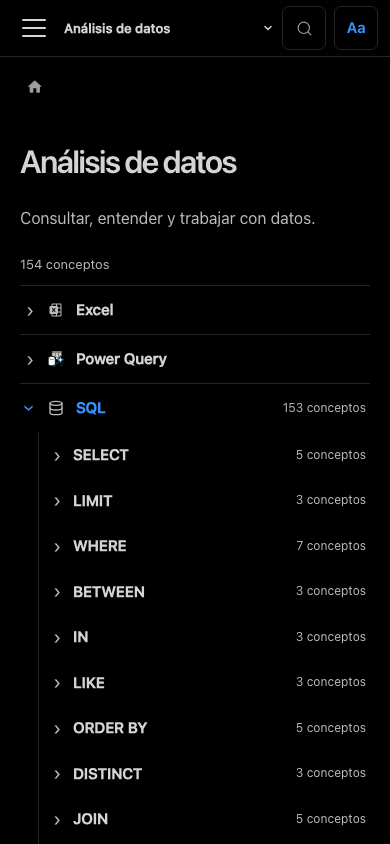 Análisis de datos
Aa
Análisis de datos
Consultar, entender y trabajar con datos.
154 conceptos
Excel
Power Query
SQL 153 conceptos
SELECT 5 conceptos
LIMIT 3 conceptos
WHERE 7 conceptos
BETWEEN 3 conceptos
IN 3 conceptos
LIKE 3 conceptos
ORDER BY 5 conceptos
DISTINCT 3 conceptos
JOIN 5 conceptos